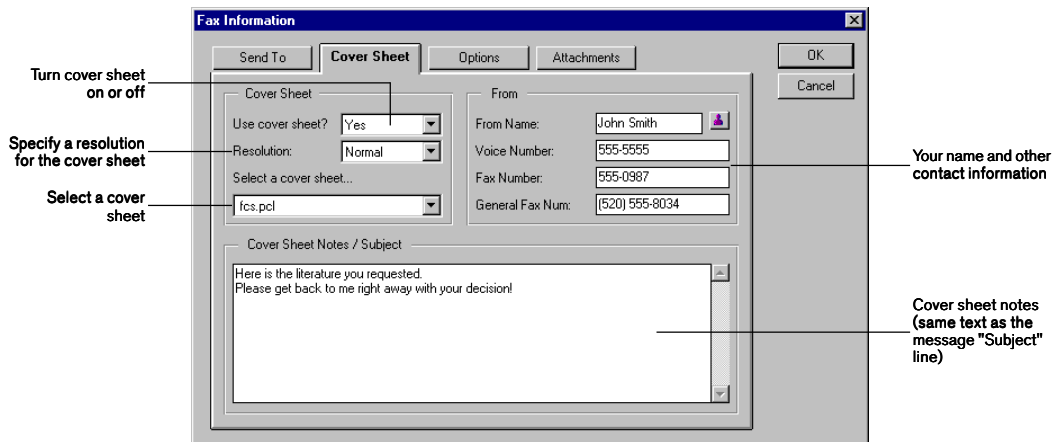 Fax Information
Send To
Cover Sheet
Options
Attachments
OK
Cancel
Turn cover sheet
on or off
Specify a resolution
for the cover sheet
Select a cover
sheet
Cover Sheet
Use cover sheet?
Yes
Resolution:
Normal
Select a cover sheet...
fcs.pcl
From
From Name:
John Smith
Voice Number:
555-5555
Fax Number:
555-0987
General Fax Num:
(520) 555-8034
Your name and other
contact information
Cover Sheet Notes / Subject
Here is the literature you requested.
Please get back to me right away with your decision!
Cover sheet notes
(same text as the
message "Subject"
line)